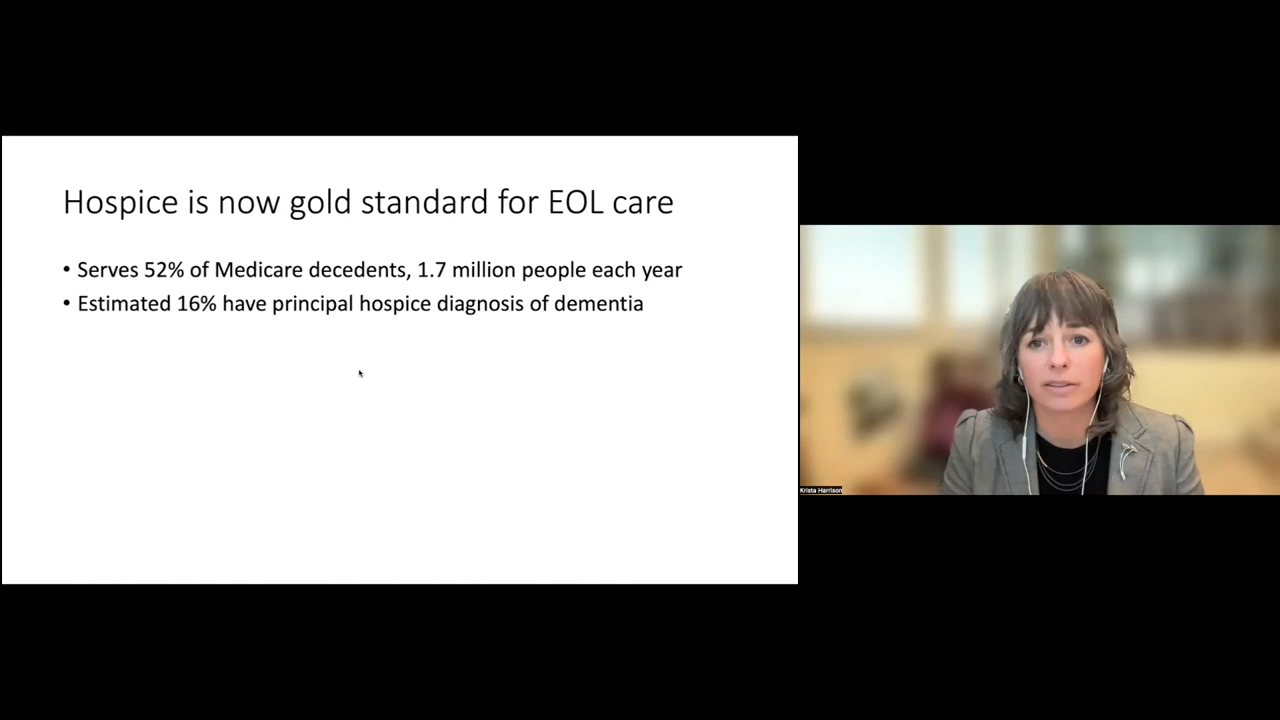 Hospice is now gold standard for EOL care
• Serves 52% of Medicare decedents, 1.7 million people each year
• Estimated 16% have principal hospice diagnosis of dementia
Krista Harrison